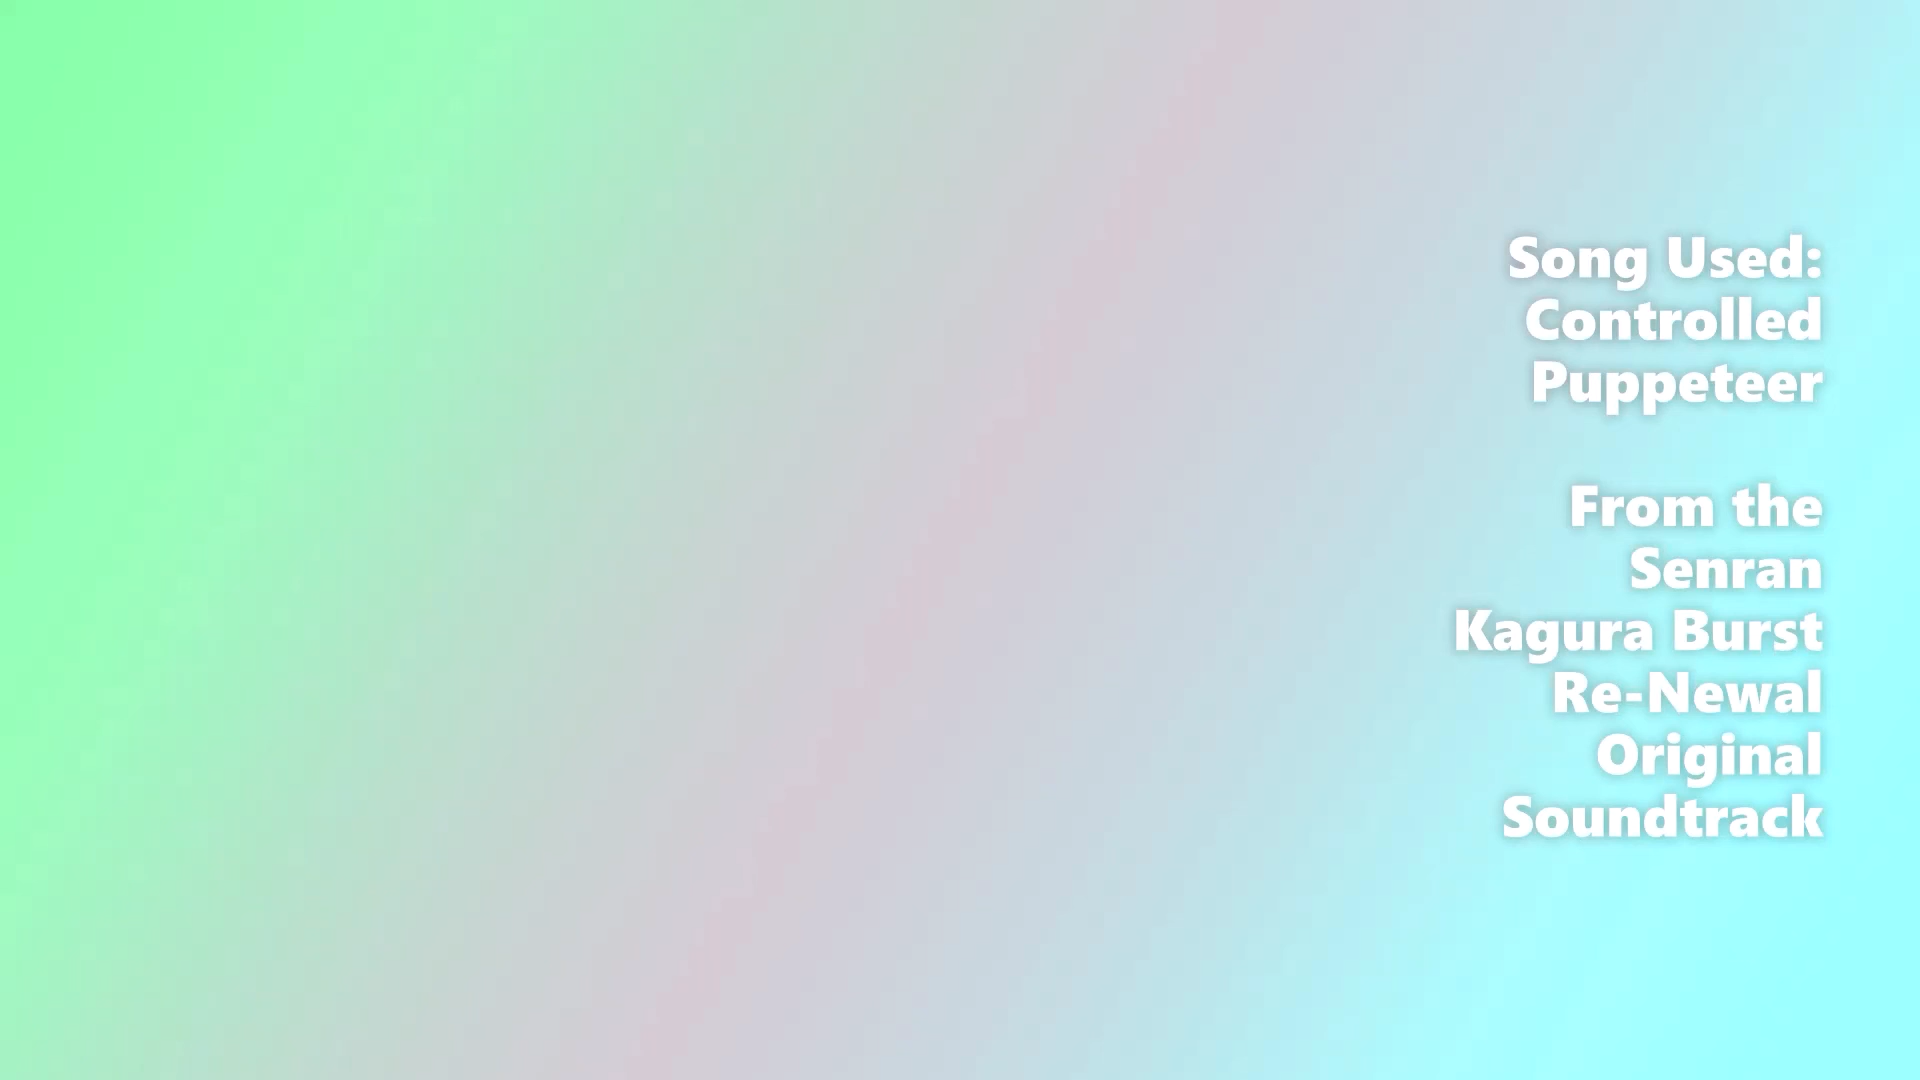 Song Used:
Controlled
Puppeteer
From the
Senran
Kagura Burst
Re-Newal
Original
Soundtrack